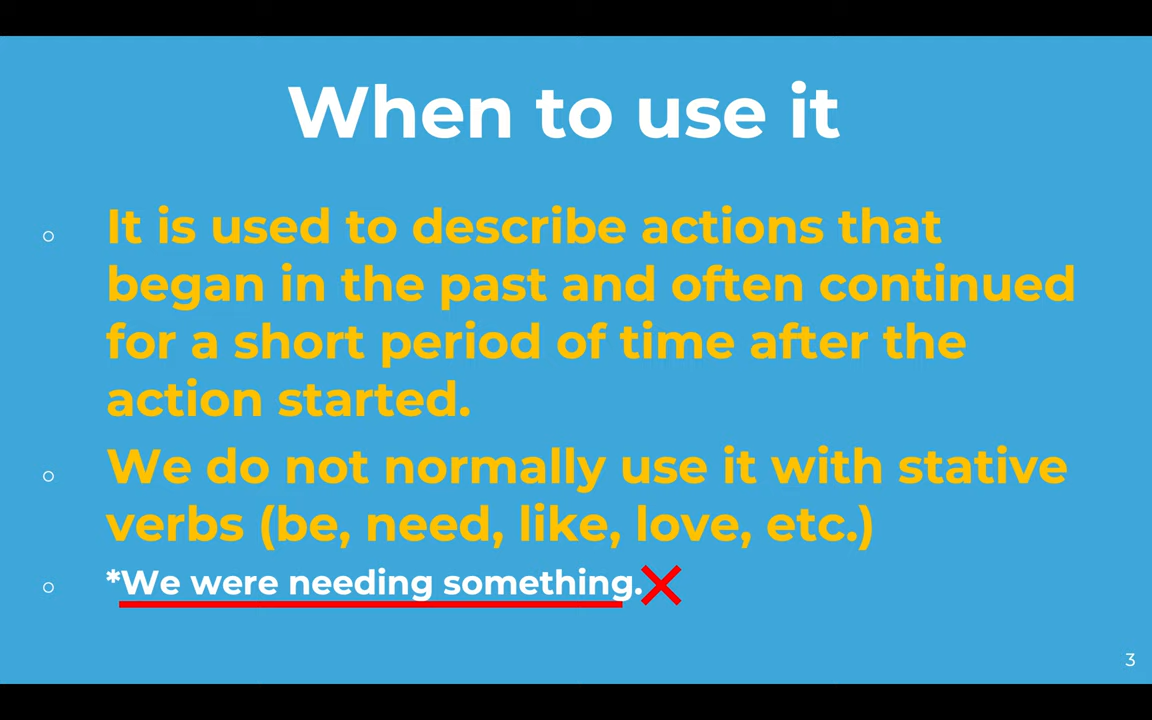 When to use it
It is used to describe actions that
began in the past and often continued
for a short period of time after the
action started.
We do not normally use it with stative
verbs (be, need, like, love, etc.)
*We were needing something.
3